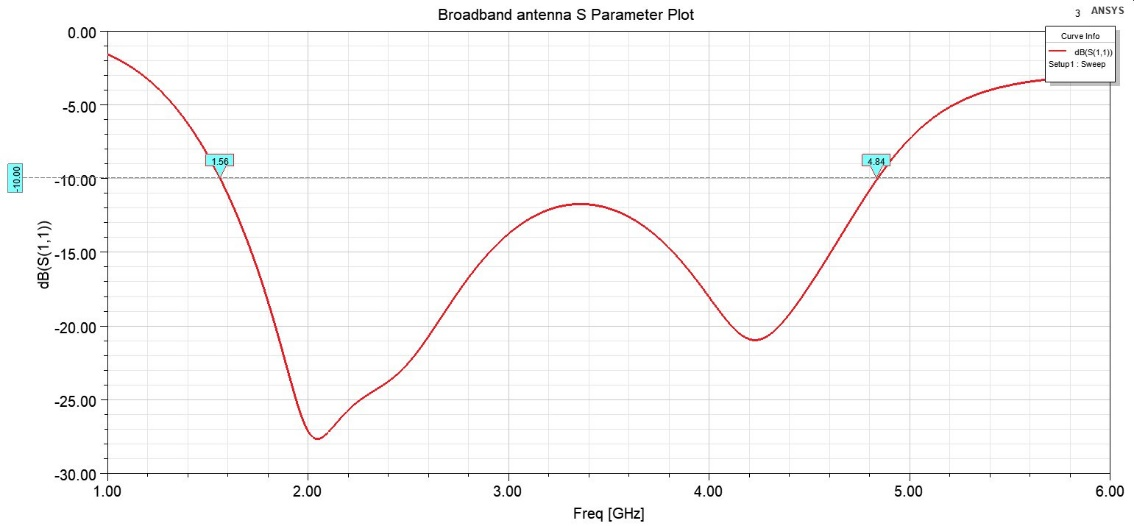 Broadband antenna S Parameter Plot
3 ANSYS
Curve Info
dB(S(1,1))
Setup1 : Sweep
0.00
-5.00
-10.00
-15.00
-20.00
-25.00
-30.00
-10.00
1.56
4.84
dB(S(1,1))
1.00 2.00 3.00 4.00 5.00 6.00
Freq [GHz]